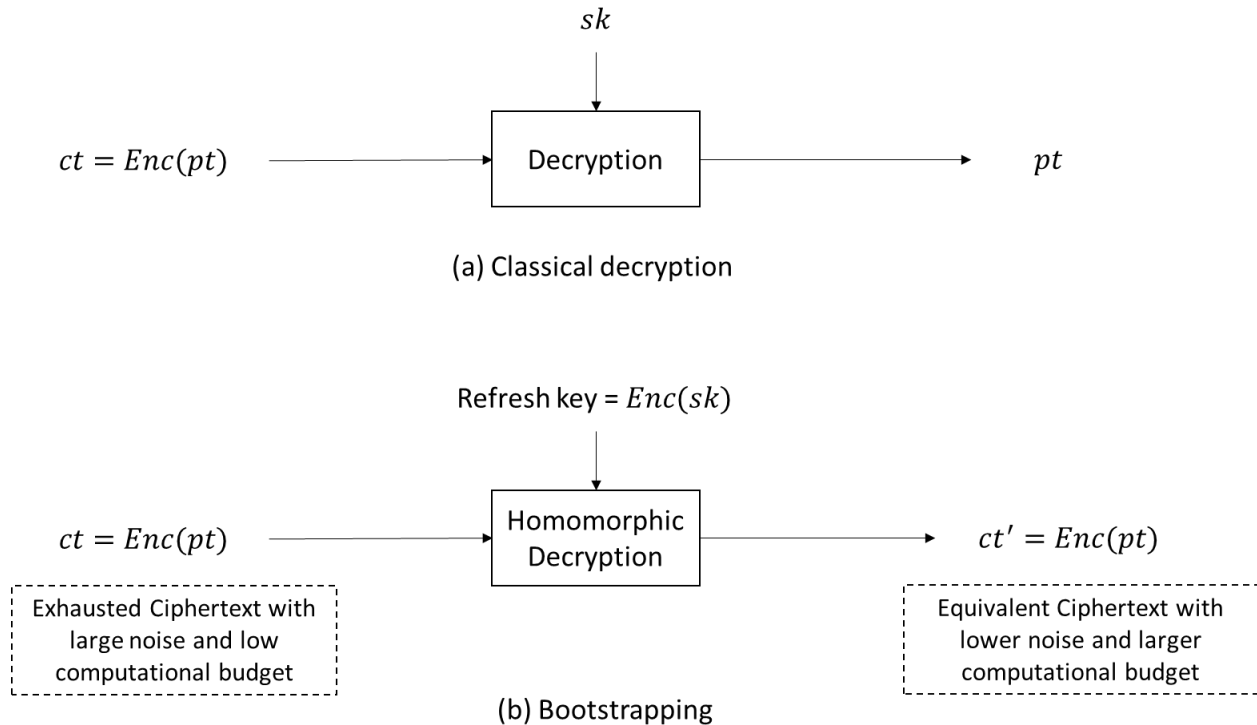 sk
ct = Enc(pt)
Decryption
pt
(a) Classical decryption
Refresh key = Enc(sk)
ct = Enc(pt)
Homomorphic
Decryption
ct′ = Enc(pt)
Exhausted Ciphertext with
large noise and low
computational budget
Equivalent Ciphertext with
lower noise and larger
computational budget
(b) Bootstrapping